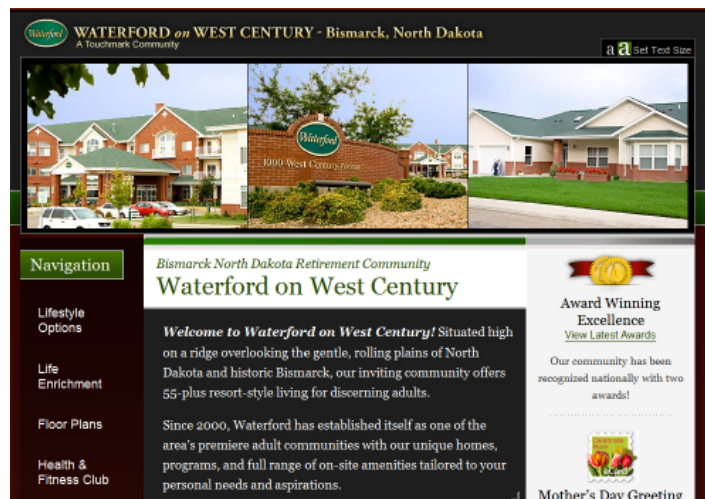 Waterford
WATERFORD on WEST CENTURY - Bismarck, North Dakota
A Touchmark Community
a a Set Text Size
Waterford
1000 West Century Avenue
Navigation
Lifestyle
Options
Life
Enrichment
Floor Plans
Health &
Fitness Club
Bismarck North Dakota Retirement Community
Waterford on West Century
Welcome to Waterford on West Century! Situated high
on a ridge overlooking the gentle, rolling plains of North
Dakota and historic Bismarck, our inviting community offers
55-plus resort-style living for discerning adults.
Since 2000, Waterford has established itself as one of the
area's premiere adult communities with our unique homes,
programs, and full range of on-site amenities tailored to your
personal needs and aspirations.
Award Winning
Excellence
View Latest Awards
Our community has been
recognized nationally with two
awards!
eCard
Mother's Day Greeting